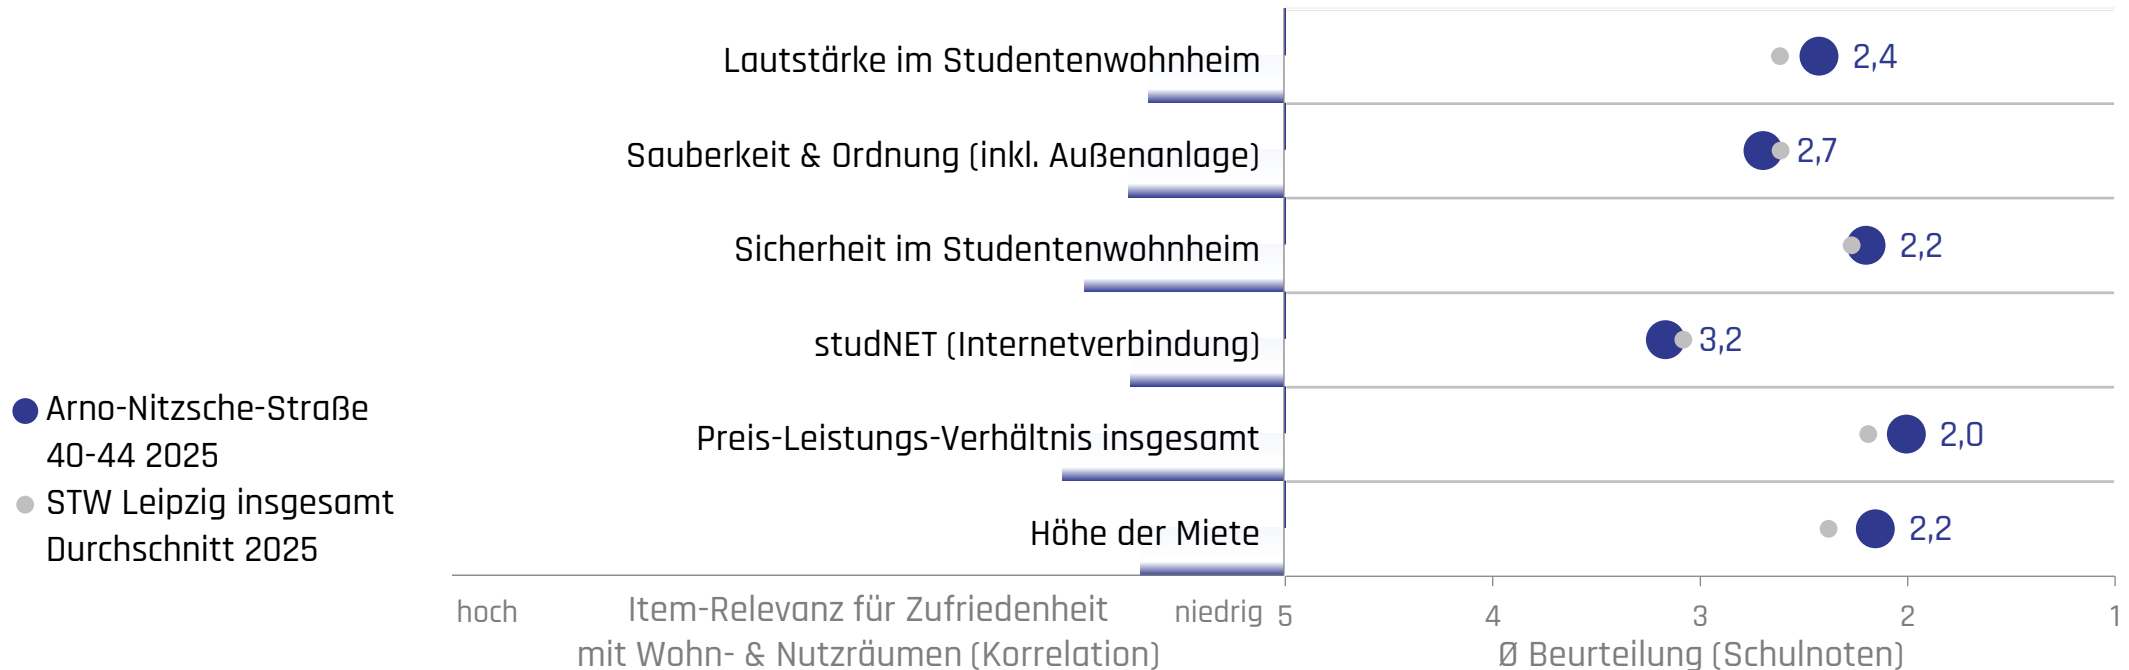 Lautstärke im Studentenwohnheim
2,4
Sauberkeit & Ordnung (inkl. Außenanlage)
2,7
Sicherheit im Studentenwohnheim
2,2
studNET (Internetverbindung)
3,2
Preis-Leistungs-Verhältnis insgesamt
2,0
Höhe der Miete
2,2
Arno-Nitzsche-Straße
40-44 2025
STW Leipzig insgesamt
Durchschnitt 2025
hoch
Item-Relevanz für Zufriedenheit
mit Wohn- & Nutzräumen (Korrelation)
niedrig
5 4 3 2 1
Ø Beurteilung (Schulnoten)